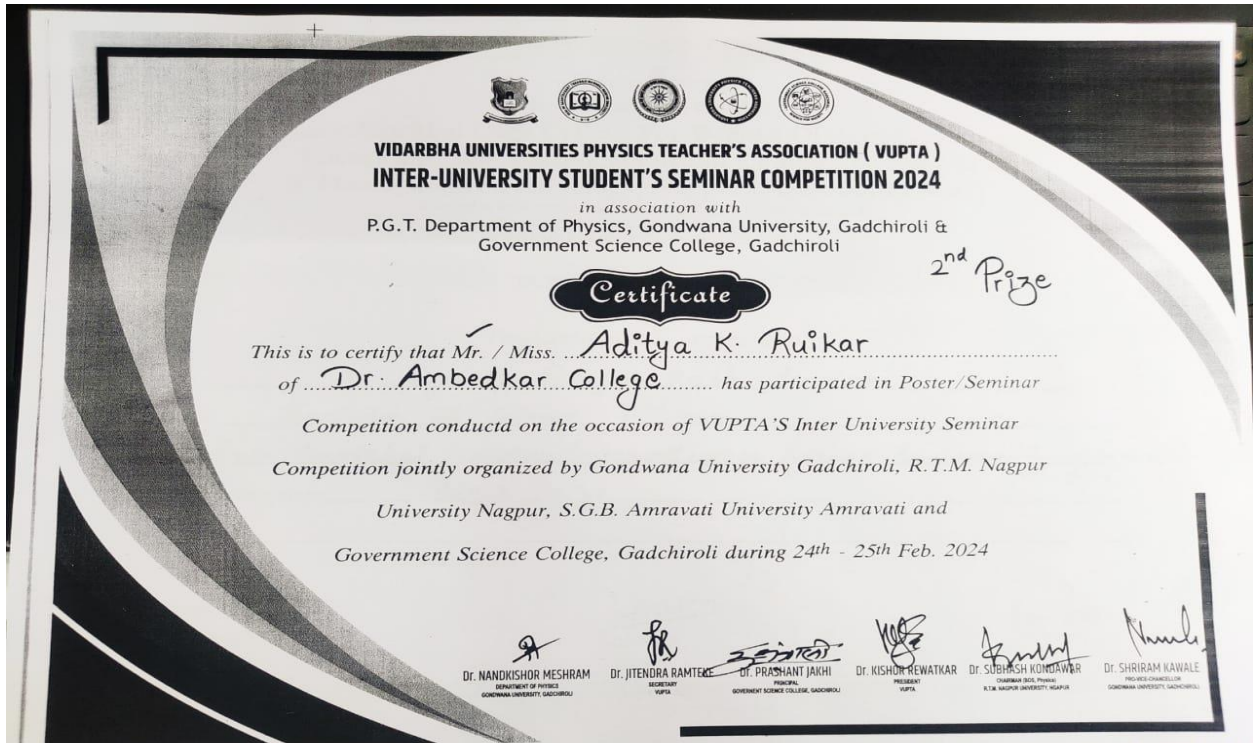 VIDARBHA UNIVERSITIES PHYSICS TEACHER'S ASSOCIATION ( VUPTA )
INTER-UNIVERSITY STUDENT'S SEMINAR COMPETITION 2024
in association with
P.G.T. Department of Physics, Gondwana University, Gadchiroli &
Government Science College, Gadchiroli
2nd Prize
Certificate
This is to certify that Mr. / Miss. Aditya K. Ruikar
of Dr. Ambedkar College has participated in Poster/Seminar
Competition conductd on the occasion of VUPTA'S Inter University Seminar
Competition jointly organized by Gondwana University Gadchiroli, R.T.M. Nagpur
University Nagpur, S.G.B. Amravati University Amravati and
Government Science College, Gadchiroli during 24th - 25th Feb. 2024
Dr. NANDKISHOR MESHRAM
DEPARTMENT OF PHYSICS
GONDWANA UNIVERSITY, GADCHIROLI
Dr. JITENDRA RAMTEKE
SECRETARY
VUPTA
Dr. PRASHANT JAKHI
PRINCIPAL
GOVERNENT SCIENCE COLLEGE, GADCHIROLI
Dr. KISHOR REWATKAR
PRESIDENT
VUPTA
Dr. SUBHASH KONDAWAR
CHAIRMAN (BOS, Physics)
R.T.M. NAGPUR UNIVERSITY, NGAPUR
Dr. SHRIRAM KAWALE
PRO-VICE-CHANCELLOR
GONDWANA UNIVERSITY, GADCHIROLI